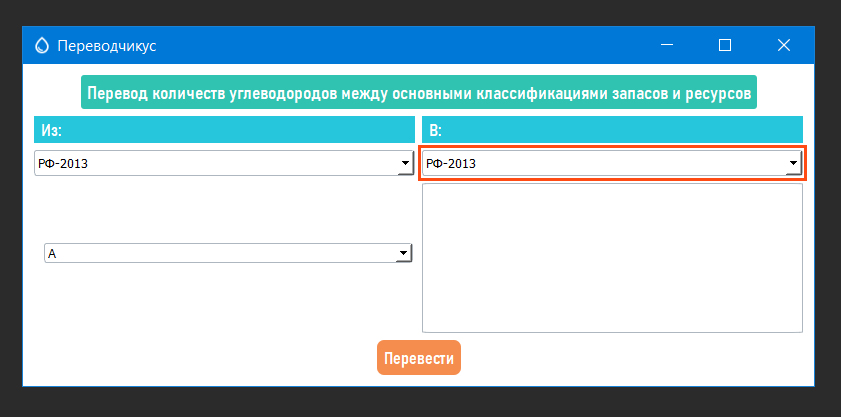 Переводчикус
Перевод количеств углеводородов между основными классификациями запасов и ресурсов
Из:
В:
РФ-2013
РФ-2013
A
Перевести